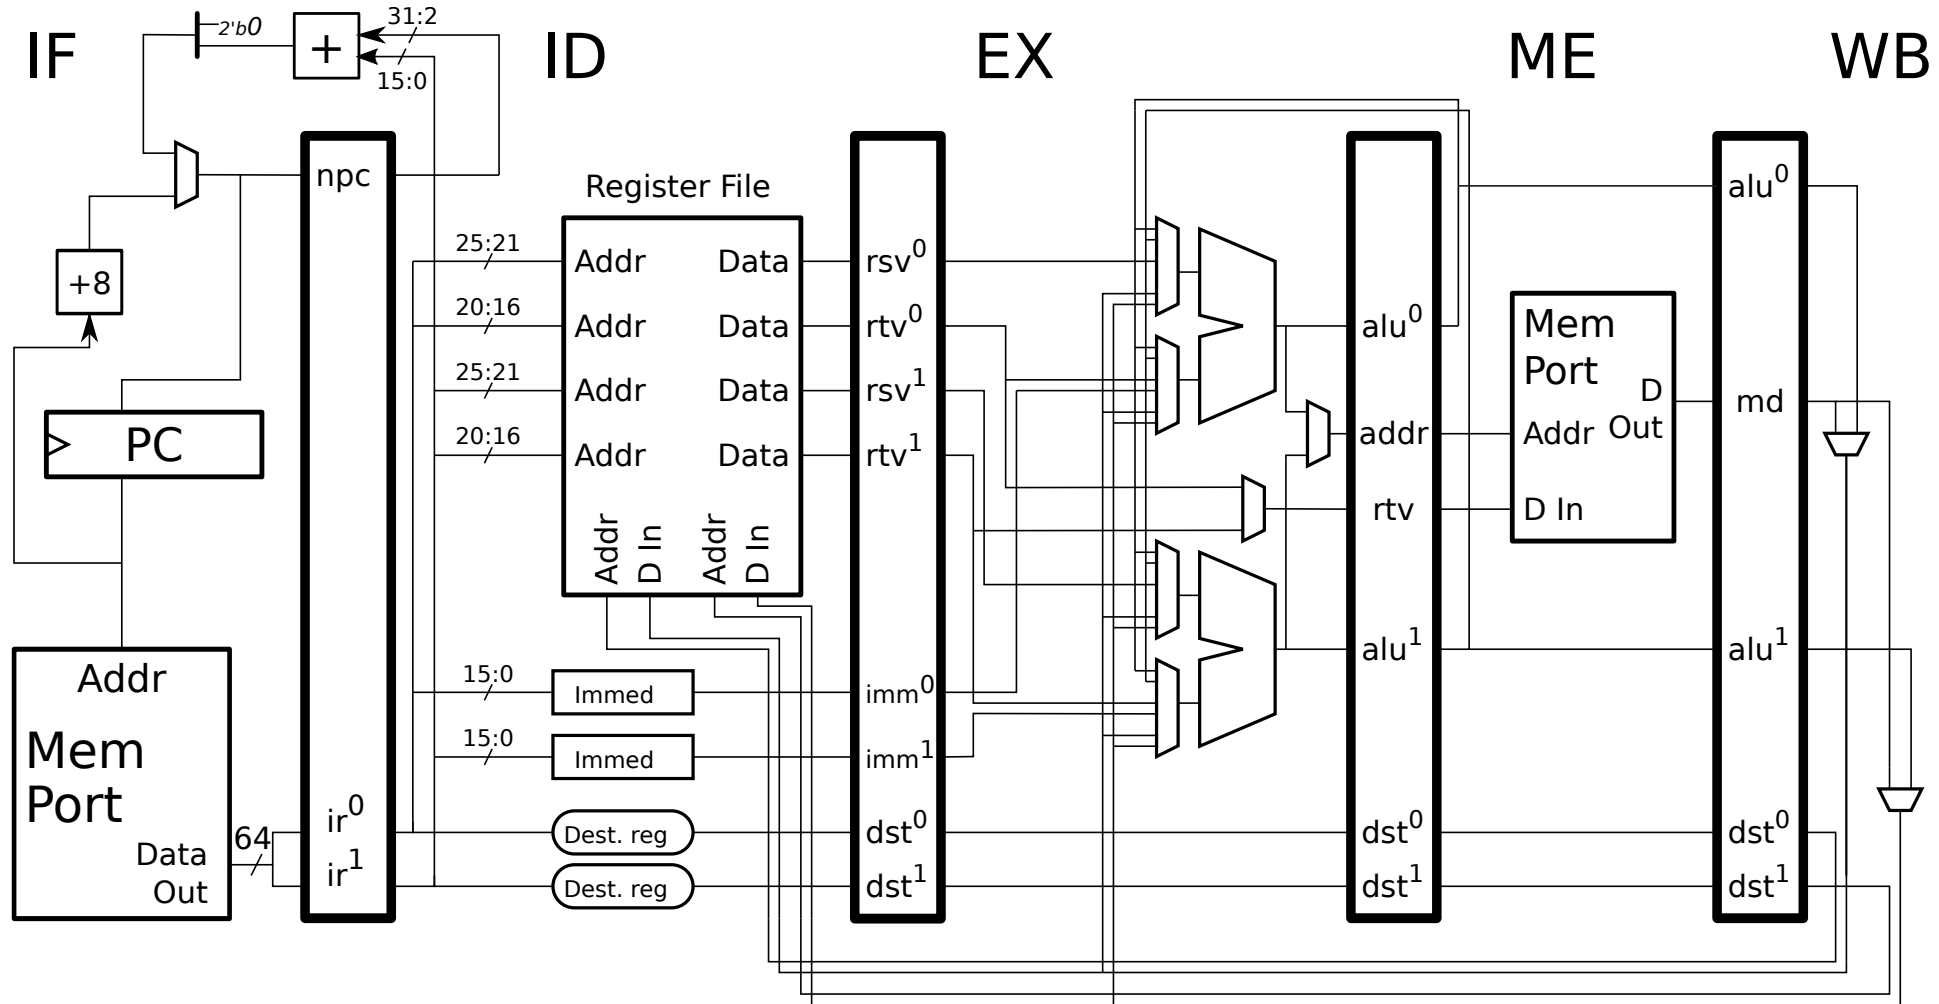 IF
ID
EX
ME
WB
2'b0
+
31:2
15:0
npc
+8
PC
Addr
Mem
Port
Data
Out
64
ir0
ir1
Register File
25:21
Addr
Data
20:16
Addr
Data
25:21
Addr
Data
20:16
Addr
Data
Addr
D In
Addr
D In
15:0
Immed
15:0
Immed
Dest. reg
Dest. reg
rsv0
rtv0
rsv1
rtv1
imm0
imm1
dst0
dst1
alu0
addr
rtv
alu1
dst0
dst1
Mem
Port
D
Out
Addr
D In
alu0
md
alu1
dst0
dst1